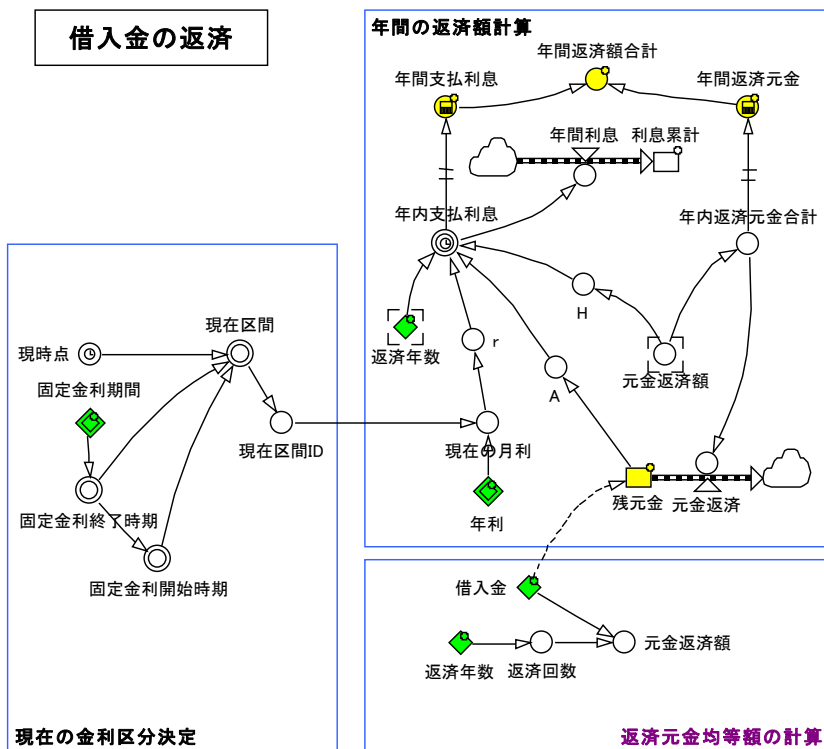 借入金の返済
年間の返済額計算
年間返済額合計
年間支払利息
年間返済元金
年間利息
利息累計
年内支払利息
年内返済元金合計
H
返済年数
r
元金返済額
A
現在の月利
年利
残元金
元金返済
現在区間
現時点
固定金利期間
現在区間ID
固定金利終了時期
固定金利開始時期
現在の金利区分決定
借入金
元金返済額
返済年数
返済回数
返済元金均等額の計算